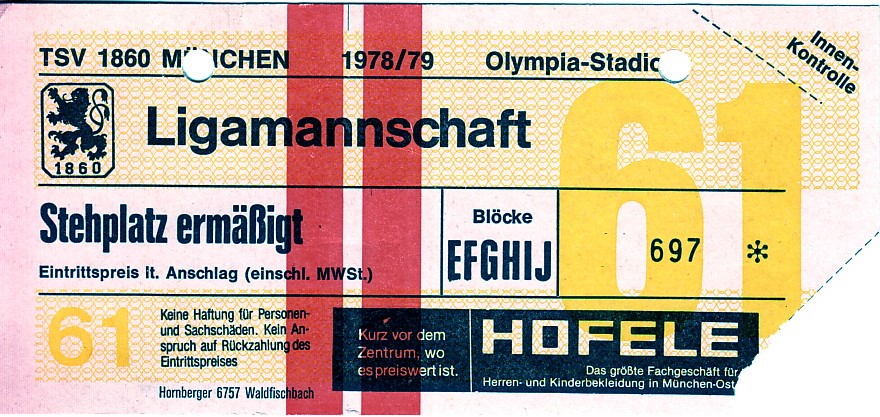 TSV 1860 MÜNCHEN 1978/79 Olympia-Stadion
Innen-
Kontrolle
1860
Ligamannschaft
61
Stehplatz ermäßigt
Eintrittspreis lt. Anschlag (einschl. MWSt.)
Blöcke
EFGHIJ
697 *
61
Keine Haftung für Personen-
und Sachschäden. Kein An-
spruch auf Rückzahlung des
Eintrittspreises
Hornberger 6757 Waldfischbach
Kurz vor dem
Zentrum, wo
es preiswert ist.
HÖFELE
Das größte Fachgeschäft für
Herren- und Kinderbekleidung in München-Ost